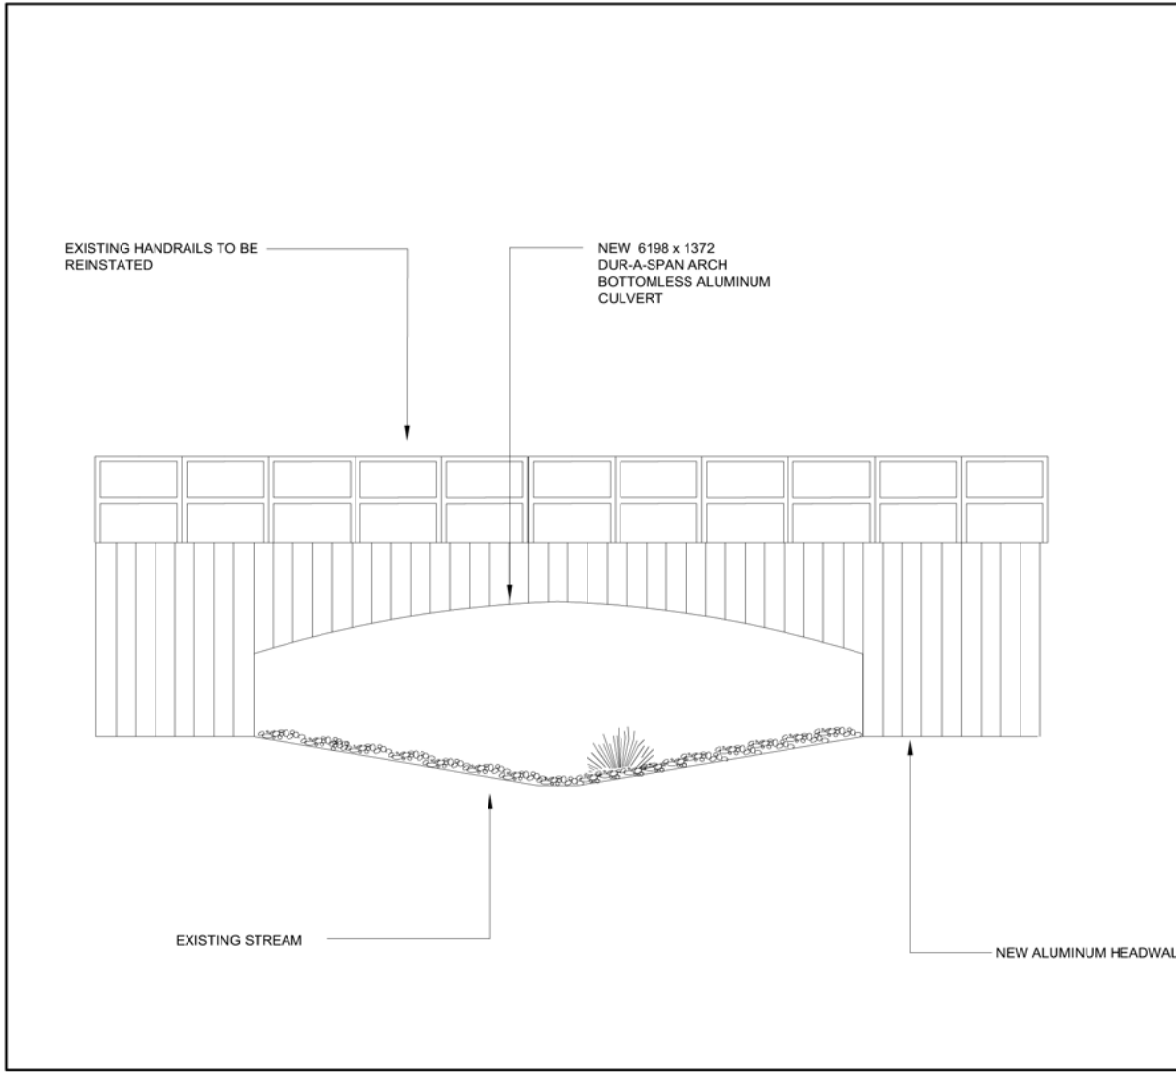 EXISTING HANDRAILS TO BE
REINSTATED
NEW 6198 x 1372
DUR-A-SPAN ARCH
BOTTOMLESS ALUMINUM
CULVERT
EXISTING STREAM
NEW ALUMINUM HEADWAL